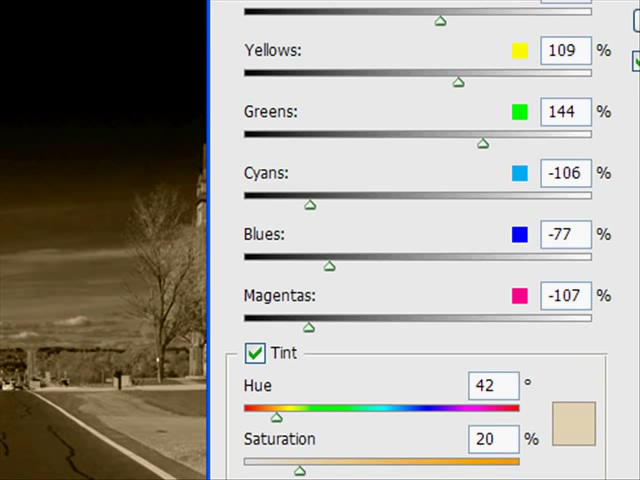 Yellows: 109 %
Greens: 144 %
Cyans: -106 %
Blues: -77 %
Magentas: -107 %
Tint
Hue 42 °
Saturation 20 %